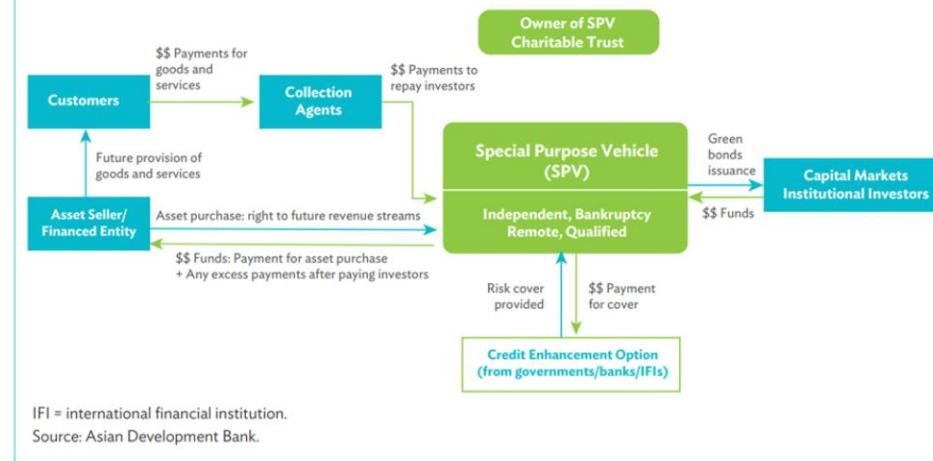 Owner of SPV
Charitable Trust
$$ Payments for
goods and
services
$$ Payments to
repay investors
Customers
Collection
Agents
Future provision of
goods and services
Special Purpose Vehicle
(SPV)
Green
bonds
issuance
Capital Markets
Institutional Investors
Asset Seller/
Financed Entity
Asset purchase: right to future revenue streams
Independent, Bankruptcy
Remote, Qualified
$$ Funds
$$ Funds: Payment for asset purchase
+ Any excess payments after paying investors
Risk cover
provided
$$ Payment
for cover
Credit Enhancement Option
(from governments/banks/IFIs)
IFI = international financial institution.
Source: Asian Development Bank.